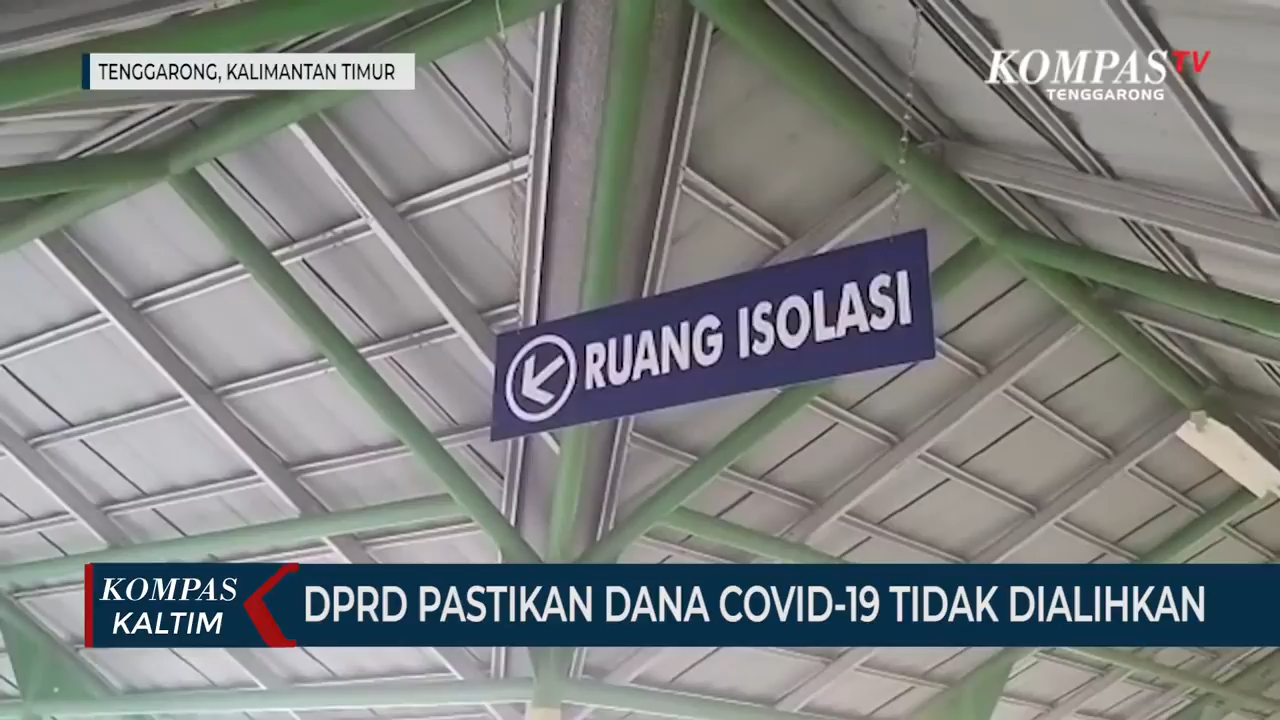 TENGGARONG, KALIMANTAN TIMUR
KOMPAS TV
TENGGARONG
RUANG ISOLASI
KOMPAS
KALTIM
DPRD PASTIKAN DANA COVID-19 TIDAK DIALIHKAN